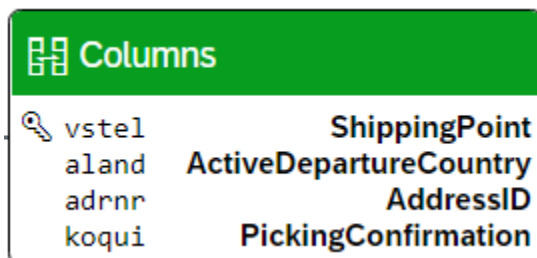 Columns
vstel ShippingPoint
aland ActiveDepartureCountry
adrnr AddressID
koqui PickingConfirmation